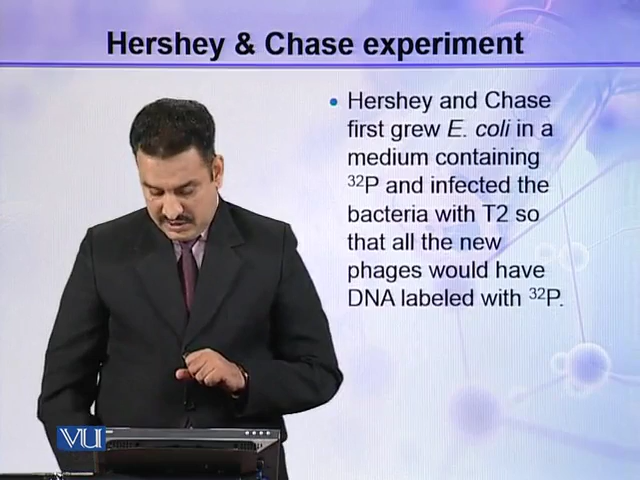 Hershey & Chase experiment
• Hershey and Chase
first grew E. coli in a
medium containing
³²P and infected the
bacteria with T2 so
that all the new
phages would have
DNA labeled with ³²P.
VU